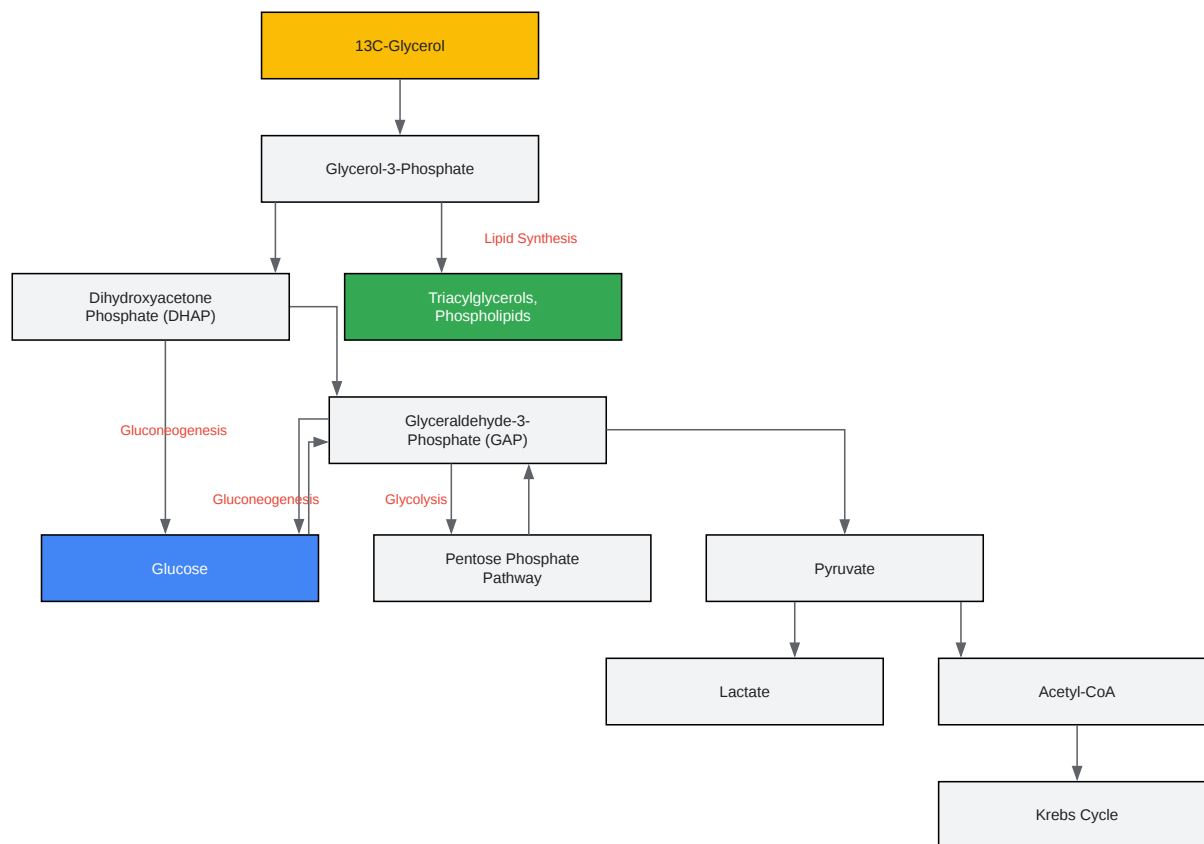 13C-Glycerol
Glycerol-3-Phosphate
Lipid Synthesis
Dihydroxyacetone
Phosphate (DHAP)
Triacylglycerols,
Phospholipids
Glyceraldehyde-3-
Phosphate (GAP)
Gluconeogenesis
Gluconeogenesis
Glycolysis
Glucose
Pentose Phosphate
Pathway
Pyruvate
Lactate
Acetyl-CoA
Krebs Cycle